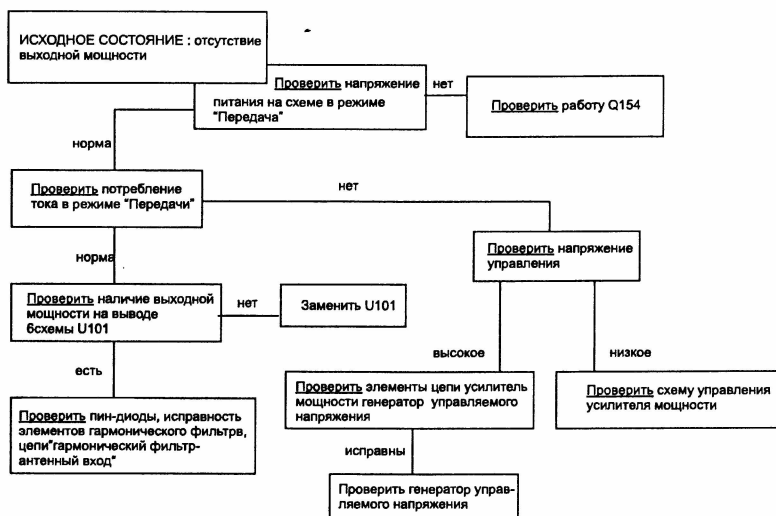 ИСХОДНОЕ СОСТОЯНИЕ : отсутствие
выходной мощности
Проверить напряжение
питания на схеме в режиме
"Передача"
нет
Проверить работу Q154
норма
Проверить потребление
тока в режиме "Передачи"
нет
норма
Проверить напряжение
управления
Проверить наличие выходной
мощности на выводе
6схемы U101
нет
Заменить U101
высокое
низкое
есть
Проверить элементы цепи усилитель
мощности генератор управляемого
напряжения
Проверить схему управления
усилителя мощности
Проверить пин-диоды, исправность
элементов гармонического фильтрв,
цепи"гармонический фильтр-
антенный вход"
исправны
Проверить генератор управ-
ляемого напряжения